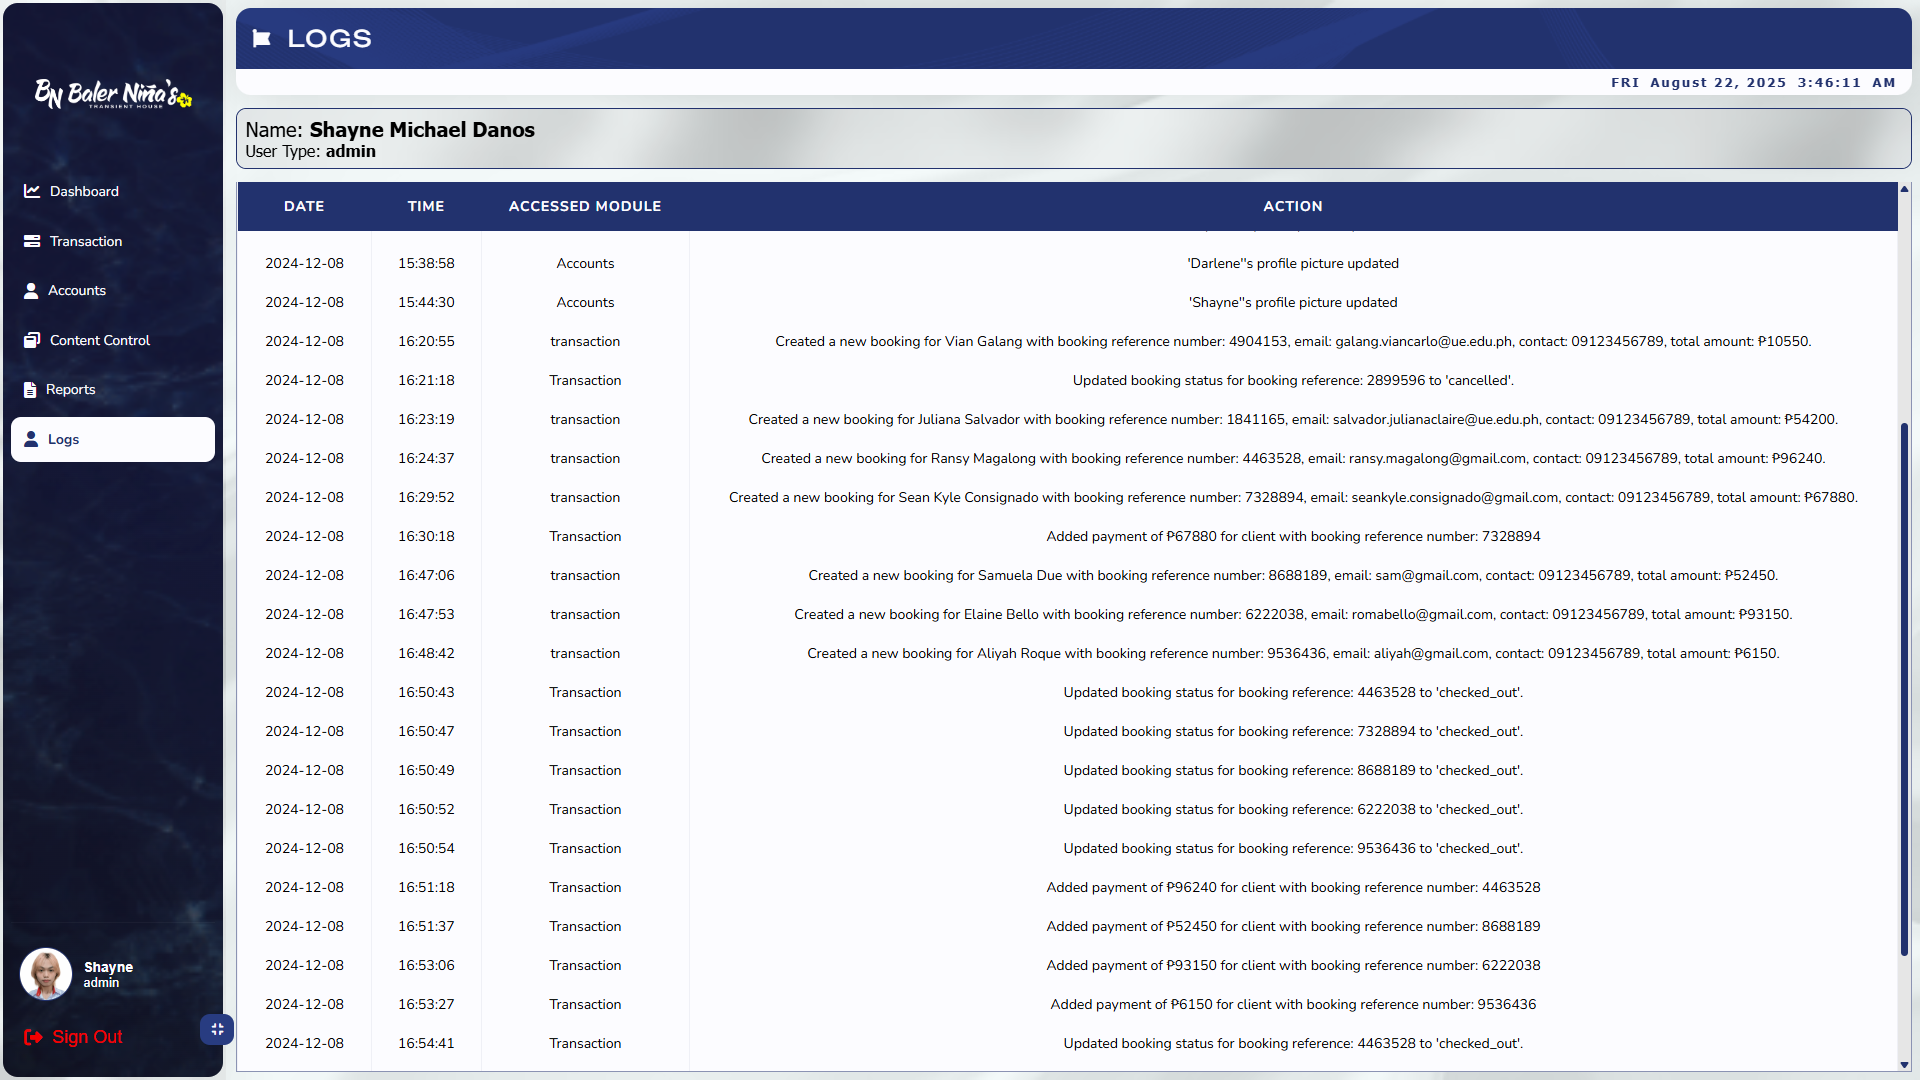 BN Baler Niña's
TRANSIENT HOUSE
Dashboard
Transaction
Accounts
Content Control
Reports
Logs
Shayne
admin
Sign Out
LOGS
FRI August 22, 2025 3:46:11 AM
Name: Shayne Michael Danos
User Type: admin
DATE TIME ACCESSED MODULE ACTION
2024-12-08 15:38:58 Accounts 'Darlene''s profile picture updated
2024-12-08 15:44:30 Accounts 'Shayne''s profile picture updated
2024-12-08 16:20:55 transaction Created a new booking for Vian Galang with booking reference number: 4904153, email: galang.viancarlo@ue.edu.ph, contact: 09123456789, total amount: ₱10550.
2024-12-08 16:21:18 Transaction Updated booking status for booking reference: 2899596 to 'cancelled'.
2024-12-08 16:23:19 transaction Created a new booking for Juliana Salvador with booking reference number: 1841165, email: salvador.julianaclaire@ue.edu.ph, contact: 09123456789, total amount: ₱54200.
2024-12-08 16:24:37 transaction Created a new booking for Ransy Magalong with booking reference number: 4463528, email: ransy.magalong@gmail.com, contact: 09123456789, total amount: ₱96240.
2024-12-08 16:29:52 transaction Created a new booking for Sean Kyle Consignado with booking reference number: 7328894, email: seankyle.consignado@gmail.com, contact: 09123456789, total amount: ₱67880.
2024-12-08 16:30:18 Transaction Added payment of ₱67880 for client with booking reference number: 7328894
2024-12-08 16:47:06 transaction Created a new booking for Samuela Due with booking reference number: 8688189, email: sam@gmail.com, contact: 09123456789, total amount: ₱52450.
2024-12-08 16:47:53 transaction Created a new booking for Elaine Bello with booking reference number: 6222038, email: romabello@gmail.com, contact: 09123456789, total amount: ₱93150.
2024-12-08 16:48:42 transaction Created a new booking for Aliyah Roque with booking reference number: 9536436, email: aliyah@gmail.com, contact: 09123456789, total amount: ₱6150.
2024-12-08 16:50:43 Transaction Updated booking status for booking reference: 4463528 to 'checked_out'.
2024-12-08 16:50:47 Transaction Updated booking status for booking reference: 7328894 to 'checked_out'.
2024-12-08 16:50:49 Transaction Updated booking status for booking reference: 8688189 to 'checked_out'.
2024-12-08 16:50:52 Transaction Updated booking status for booking reference: 6222038 to 'checked_out'.
2024-12-08 16:50:54 Transaction Updated booking status for booking reference: 9536436 to 'checked_out'.
2024-12-08 16:51:18 Transaction Added payment of ₱96240 for client with booking reference number: 4463528
2024-12-08 16:51:37 Transaction Added payment of ₱52450 for client with booking reference number: 8688189
2024-12-08 16:53:06 Transaction Added payment of ₱93150 for client with booking reference number: 6222038
2024-12-08 16:53:27 Transaction Added payment of ₱6150 for client with booking reference number: 9536436
2024-12-08 16:54:41 Transaction Updated booking status for booking reference: 4463528 to 'checked_out'.